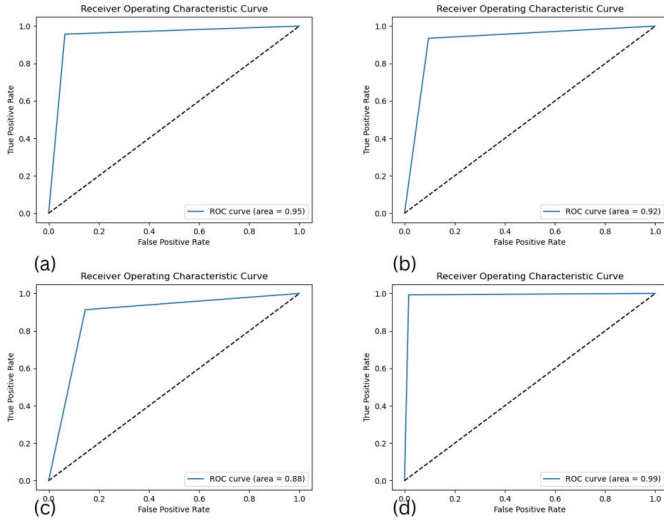 Receiver Operating Characteristic Curve
1.0
0.8
0.6
0.4
0.2
0.0
True Positive Rate
ROC curve (area = 0.95)
0.0 0.2 0.4 0.6 0.8 1.0
False Positive Rate
(a)
Receiver Operating Characteristic Curve
1.0
0.8
0.6
0.4
0.2
0.0
True Positive Rate
ROC curve (area = 0.92)
0.0 0.2 0.4 0.6 0.8 1.0
False Positive Rate
(b)
Receiver Operating Characteristic Curve
1.0
0.8
0.6
0.4
0.2
0.0
True Positive Rate
ROC curve (area = 0.88)
0.0 0.2 0.4 0.6 0.8 1.0
False Positive Rate
(c)
Receiver Operating Characteristic Curve
1.0
0.8
0.6
0.4
0.2
0.0
True Positive Rate
ROC curve (area = 0.99)
0.0 0.2 0.4 0.6 0.8 1.0
False Positive Rate
(d)